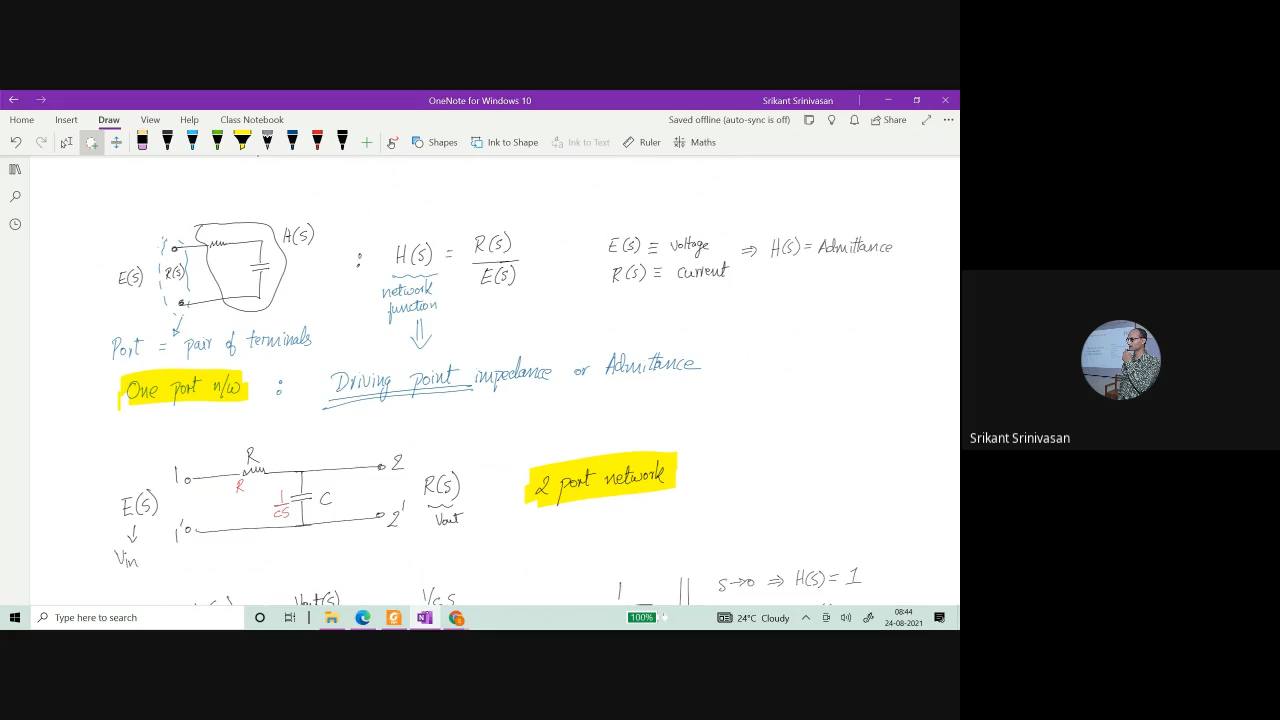 OneNote for Windows 10
Srikant Srinivasan
Home Insert Draw View Help Class Notebook
Saved offline (auto-sync is off) Share
Shapes Ink to Shape Ink to Text Ruler Maths
H(S)
E(S) R(S)
: H(S) = R(S) / E(S)
network function
E(S) ≡ voltage
R(S) ≡ current
⇒ H(S) = Admittance
Port = pair of terminals
One port n/w : Driving point impedance or Admittance
R
1 2
R
E(S) 1/CS C R(S)
Vout
1' 2'
Vin
2 port network
Vout(s)
S→0 ⇒ H(S) = 1
Srikant Srinivasan
Type here to search
100%
24°C Cloudy
08:44
24-08-2021